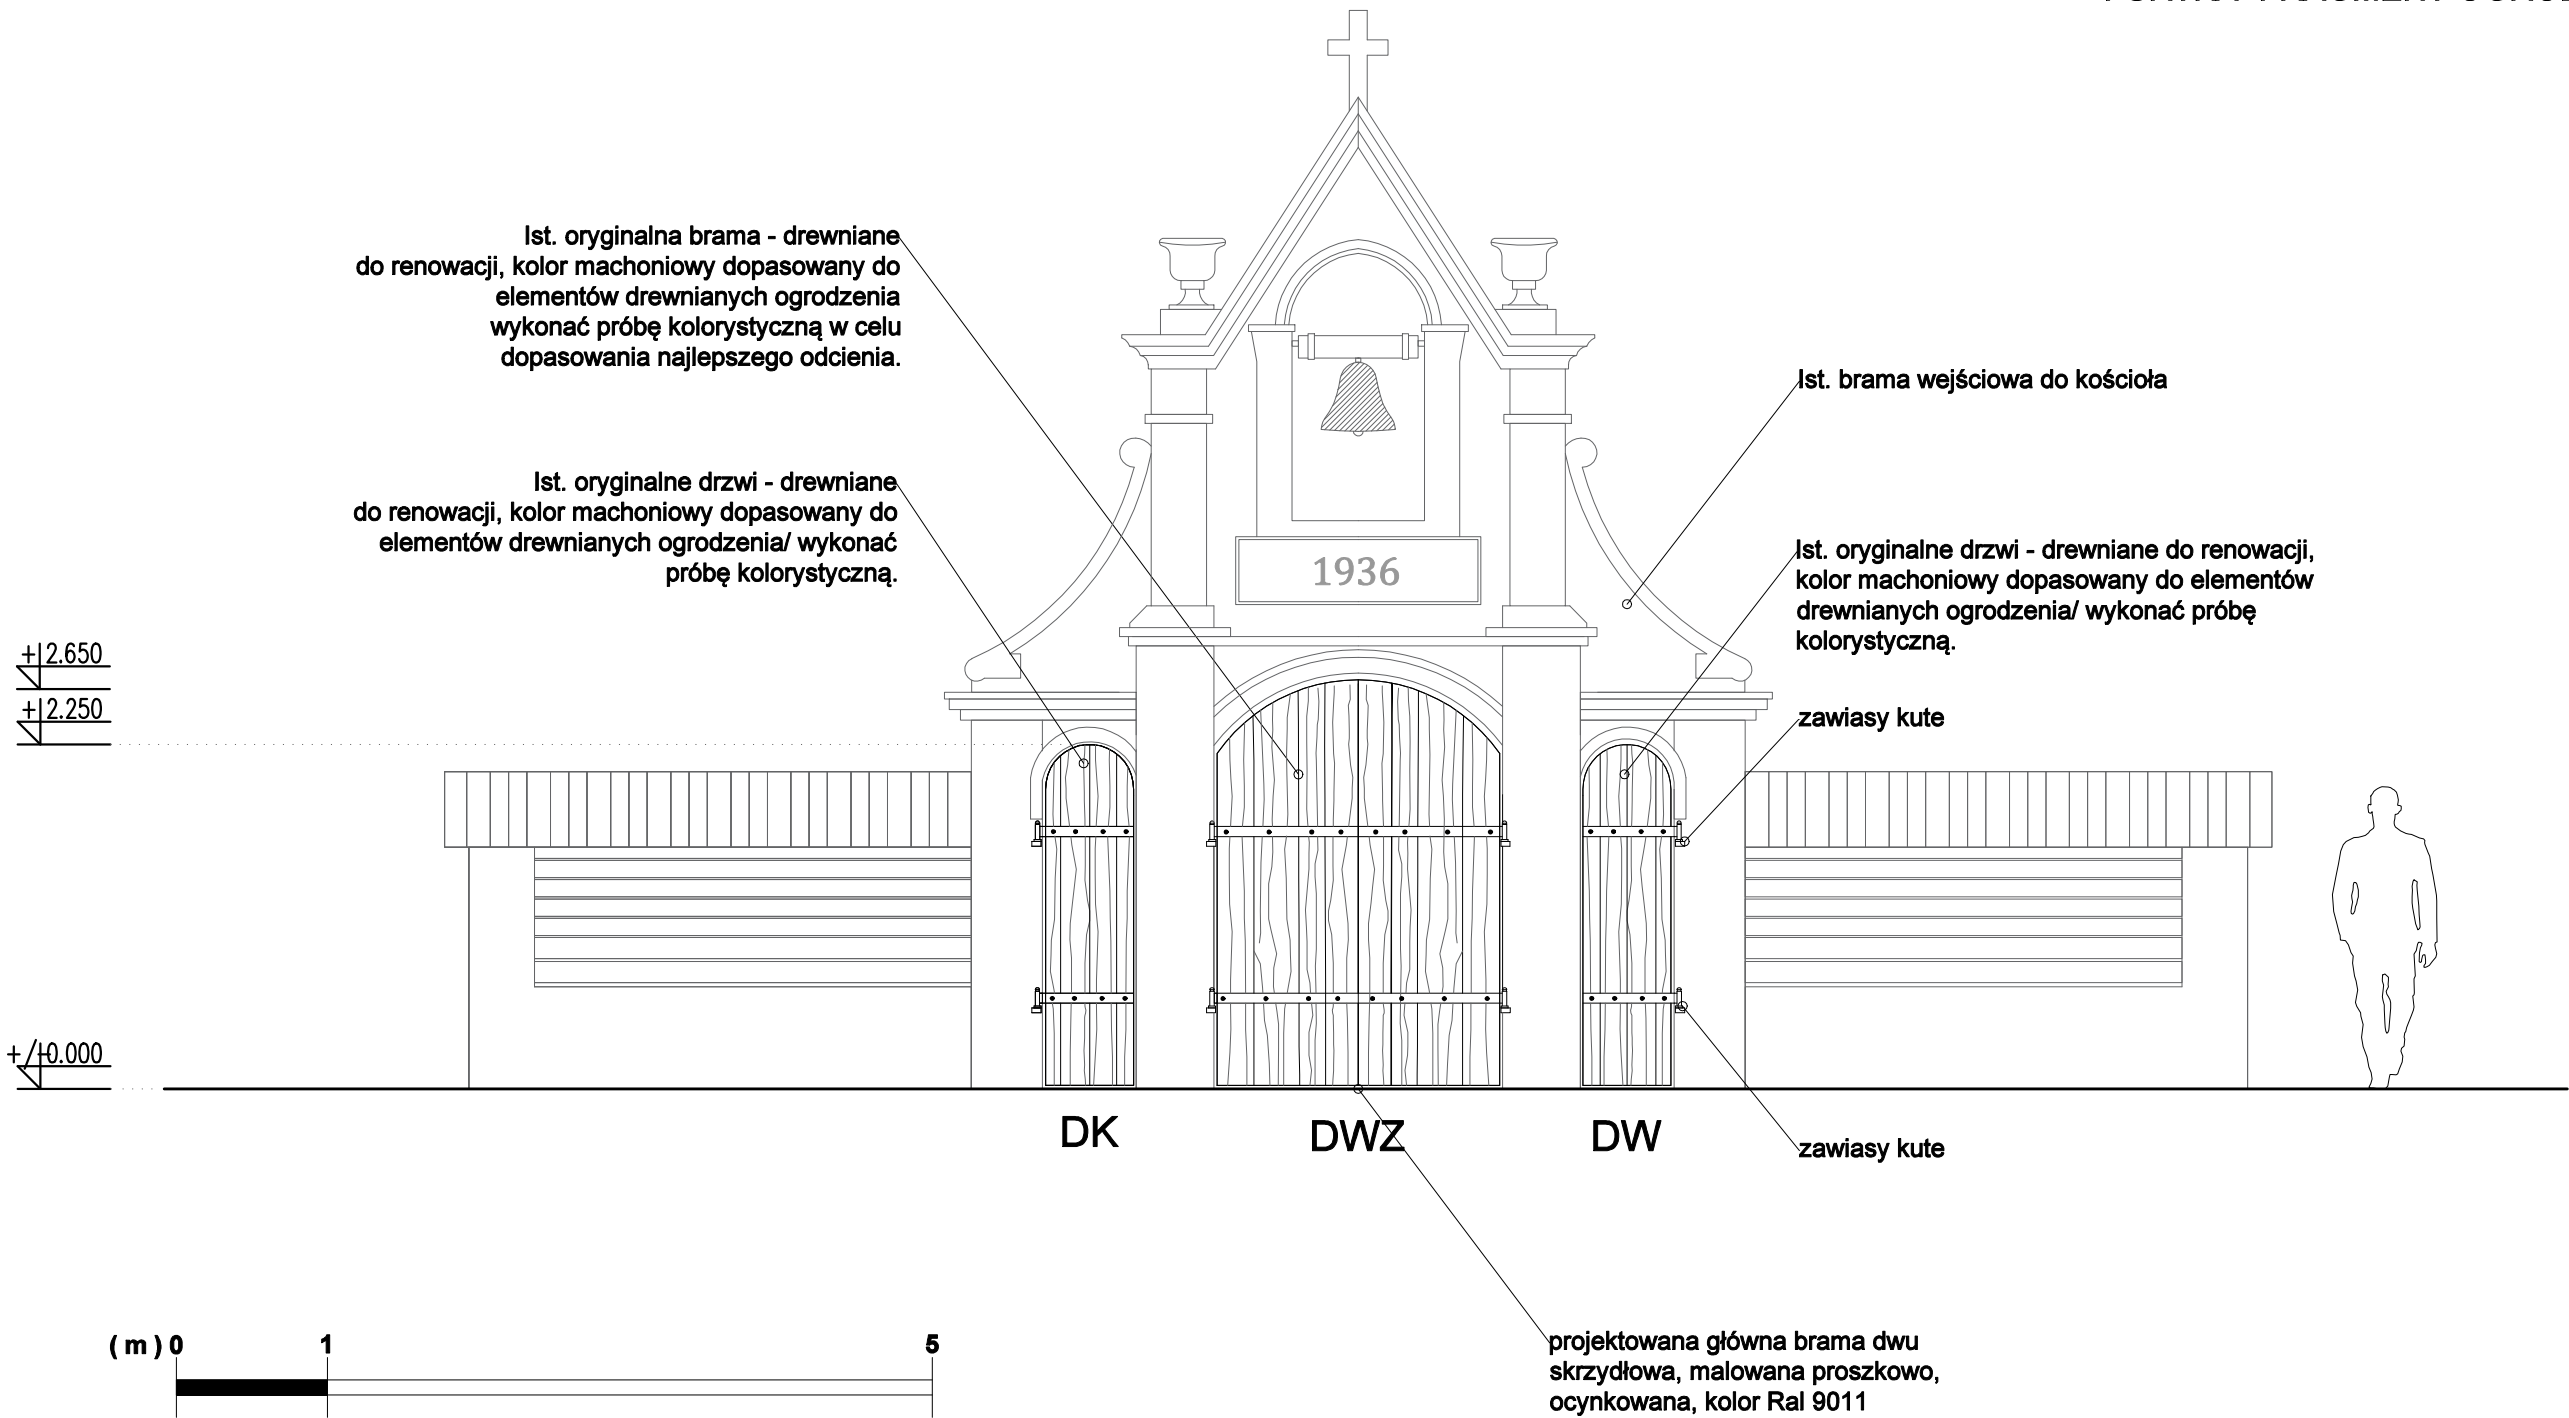 Ist. oryginalna brama - drewniane
do renowacji, kolor machoniowy dopasowany do
elementów drewnianych ogrodzenia
wykonać próbę kolorystyczną w celu
dopasowania najlepszego odcienia.
Ist. brama wejściowa do kościoła
Ist. oryginalne drzwi - drewniane
do renowacji, kolor machoniowy dopasowany do
elementów drewnianych ogrodzenia/ wykonać
próbę kolorystyczną.
1936
Ist. oryginalne drzwi - drewniane do renowacji,
kolor machoniowy dopasowany do elementów
drewnianych ogrodzenia/ wykonać próbę
kolorystyczną.
+2.650
+2.250
zawiasy kute
+/-0.000
DK
DWZ
DW
zawiasy kute
projektowana główna brama dwu
skrzydłowa, malowana proszkowo,
ocynkowana, kolor Ral 9011
( m ) 0 1 5